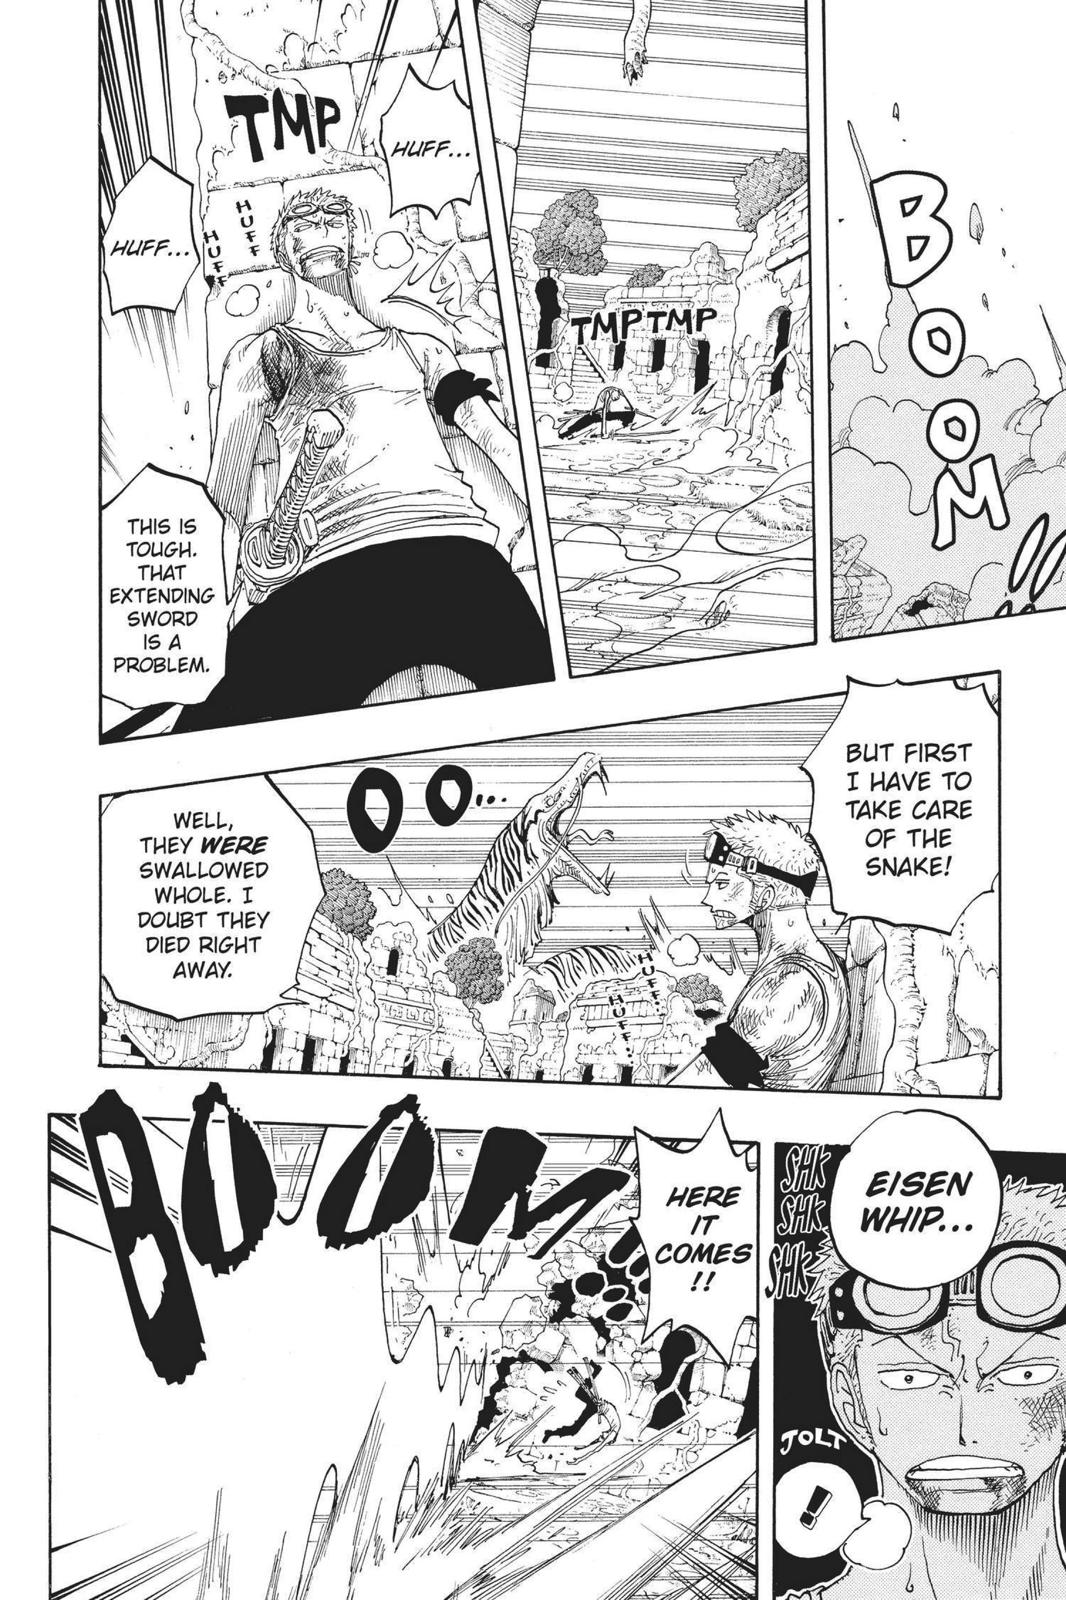 BOOM
TMP TMP
TMP
HUFF...
HUFF
HUFF
HUFF...
THIS IS
TOUGH.
THAT
EXTENDING
SWORD
IS A
PROBLEM.
BUT FIRST
I HAVE TO
TAKE CARE
OF THE
SNAKE!
OO...
HUFF...
HUFF...
WELL,
THEY WERE
SWALLOWED
WHOLE. I
DOUBT THEY
DIED RIGHT
AWAY.
EISEN
WHIP...
SHK
SHK
SHK
JOLT
!
HERE
IT
COMES
!!
BOOM